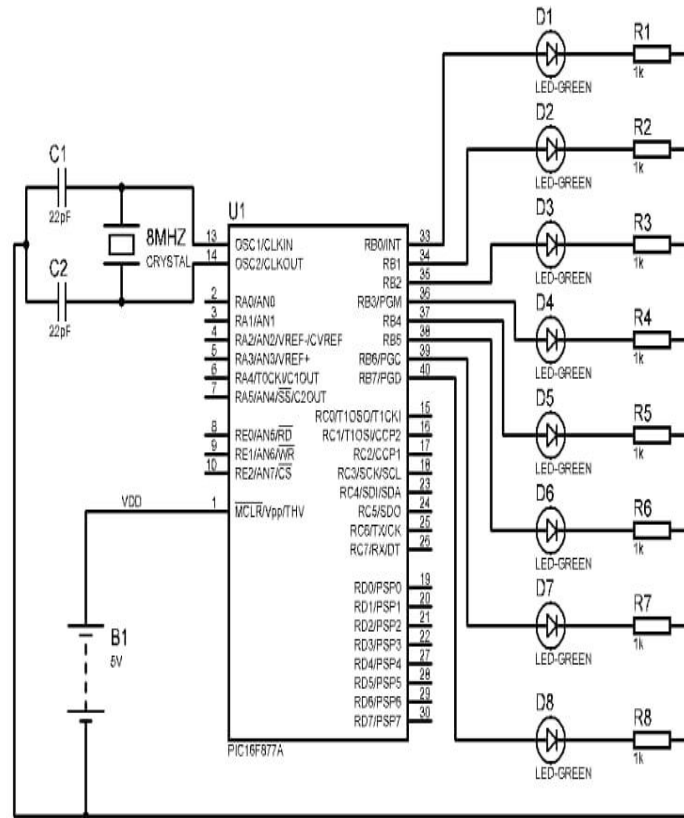 D1
LED-GREEN
R1
1k
D2
LED-GREEN
R2
1k
C1
22pF
8MHZ
CRYSTAL
C2
22pF
U1
D3
LED-GREEN
R3
1k
13 OSC1/CLKIN
14 OSC2/CLKOUT
2 RA0/AN0
3 RA1/AN1
4 RA2/AN2/VREF-/CVREF
5 RA3/AN3/VREF+
6 RA4/T0CKI/C1OUT
7 RA5/AN4/SS/C2OUT
8 RE0/AN5/RD
9 RE1/AN6/WR
10 RE2/AN7/CS
VDD
1 MCLR/Vpp/THV
RB0/INT 33
RB1 34
RB2 35
RB3/PGM 36
RB4 37
RB5 38
RB6/PGC 39
RB7/PGD 40
RC0/T1OSO/T1CKI 15
RC1/T1OSI/CCP2 16
RC2/CCP1 17
RC3/SCK/SCL 18
RC4/SDI/SDA 23
RC5/SDO 24
RC6/TX/CK 25
RC7/RX/DT 26
RD0/PSP0 19
RD1/PSP1 20
RD2/PSP2 21
RD3/PSP3 22
RD4/PSP4 27
RD5/PSP5 28
RD6/PSP6 29
RD7/PSP7 30
PIC16F877A
B1
5V
D4
LED-GREEN
R4
1k
D5
LED-GREEN
R5
1k
D6
LED-GREEN
R6
1k
D7
LED-GREEN
R7
1k
D8
LED-GREEN
R8
1k